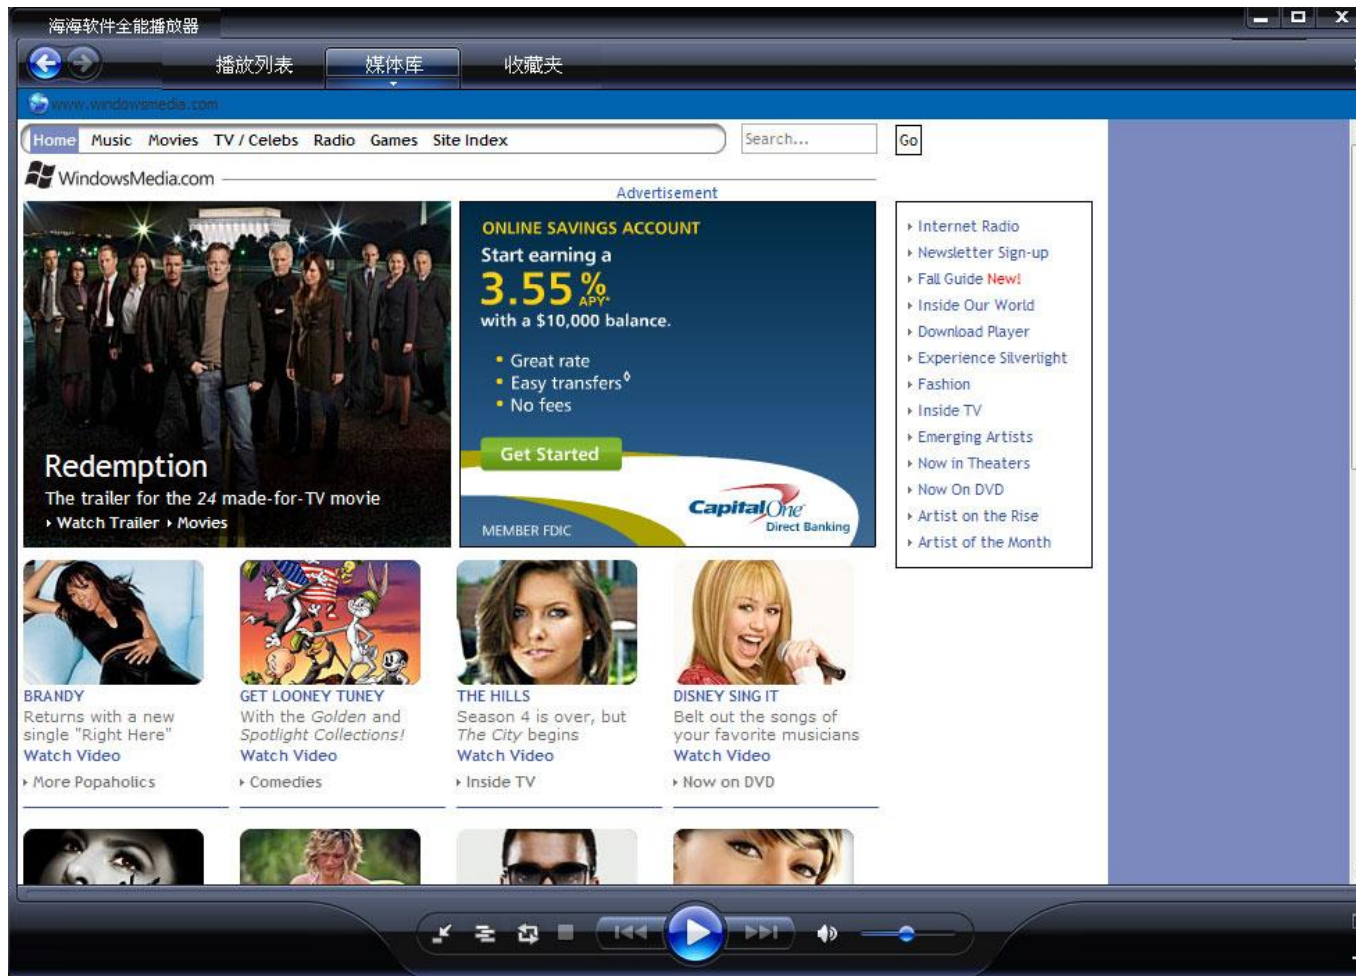 海海软件全能播放器
播放列表
媒体库
收藏夹
www.windowsmedia.com
Home Music Movies TV / Celebs Radio Games Site Index
Search...
Go
WindowsMedia.com
Advertisement
Redemption
The trailer for the 24 made-for-TV movie
Watch Trailer Movies
ONLINE SAVINGS ACCOUNT
Start earning a
3.55%
APY*
with a $10,000 balance.
• Great rate
• Easy transfers◊
• No fees
Get Started
CapitalOne
Direct Banking
MEMBER FDIC
Internet Radio
Newsletter Sign-up
Fall Guide New!
Inside Our World
Download Player
Experience Silverlight
Fashion
Inside TV
Emerging Artists
Now in Theaters
Now On DVD
Artist on the Rise
Artist of the Month
BRANDY
Returns with a new
single "Right Here"
Watch Video
More Popaholics
GET LOONEY TUNEY
With the Golden and
Spotlight Collections!
Watch Video
Comedies
THE HILLS
Season 4 is over, but
The City begins
Watch Video
Inside TV
DISNEY SING IT
Belt out the songs of
your favorite musicians
Watch Video
Now on DVD